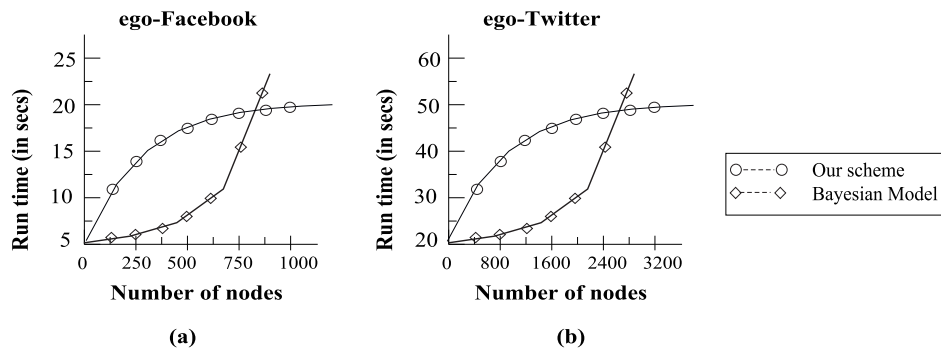 ego-Facebook
Run time (in secs)
25
20
15
10
5
0 250 500 750 1000
Number of nodes
(a)
ego-Twitter
Run time (in secs)
60
50
40
30
20
0 800 1600 2400 3200
Number of nodes
(b)
Our scheme
Bayesian Model